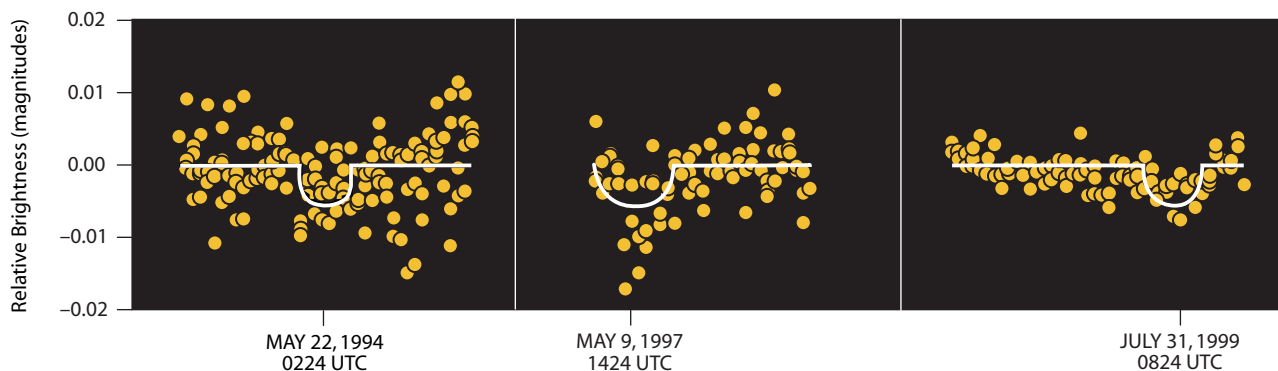 Relative Brightness (magnitudes)
0.02
0.01
0.00
–0.01
–0.02
MAY 22, 1994
0224 UTC
MAY 9, 1997
1424 UTC
JULY 31, 1999
0824 UTC